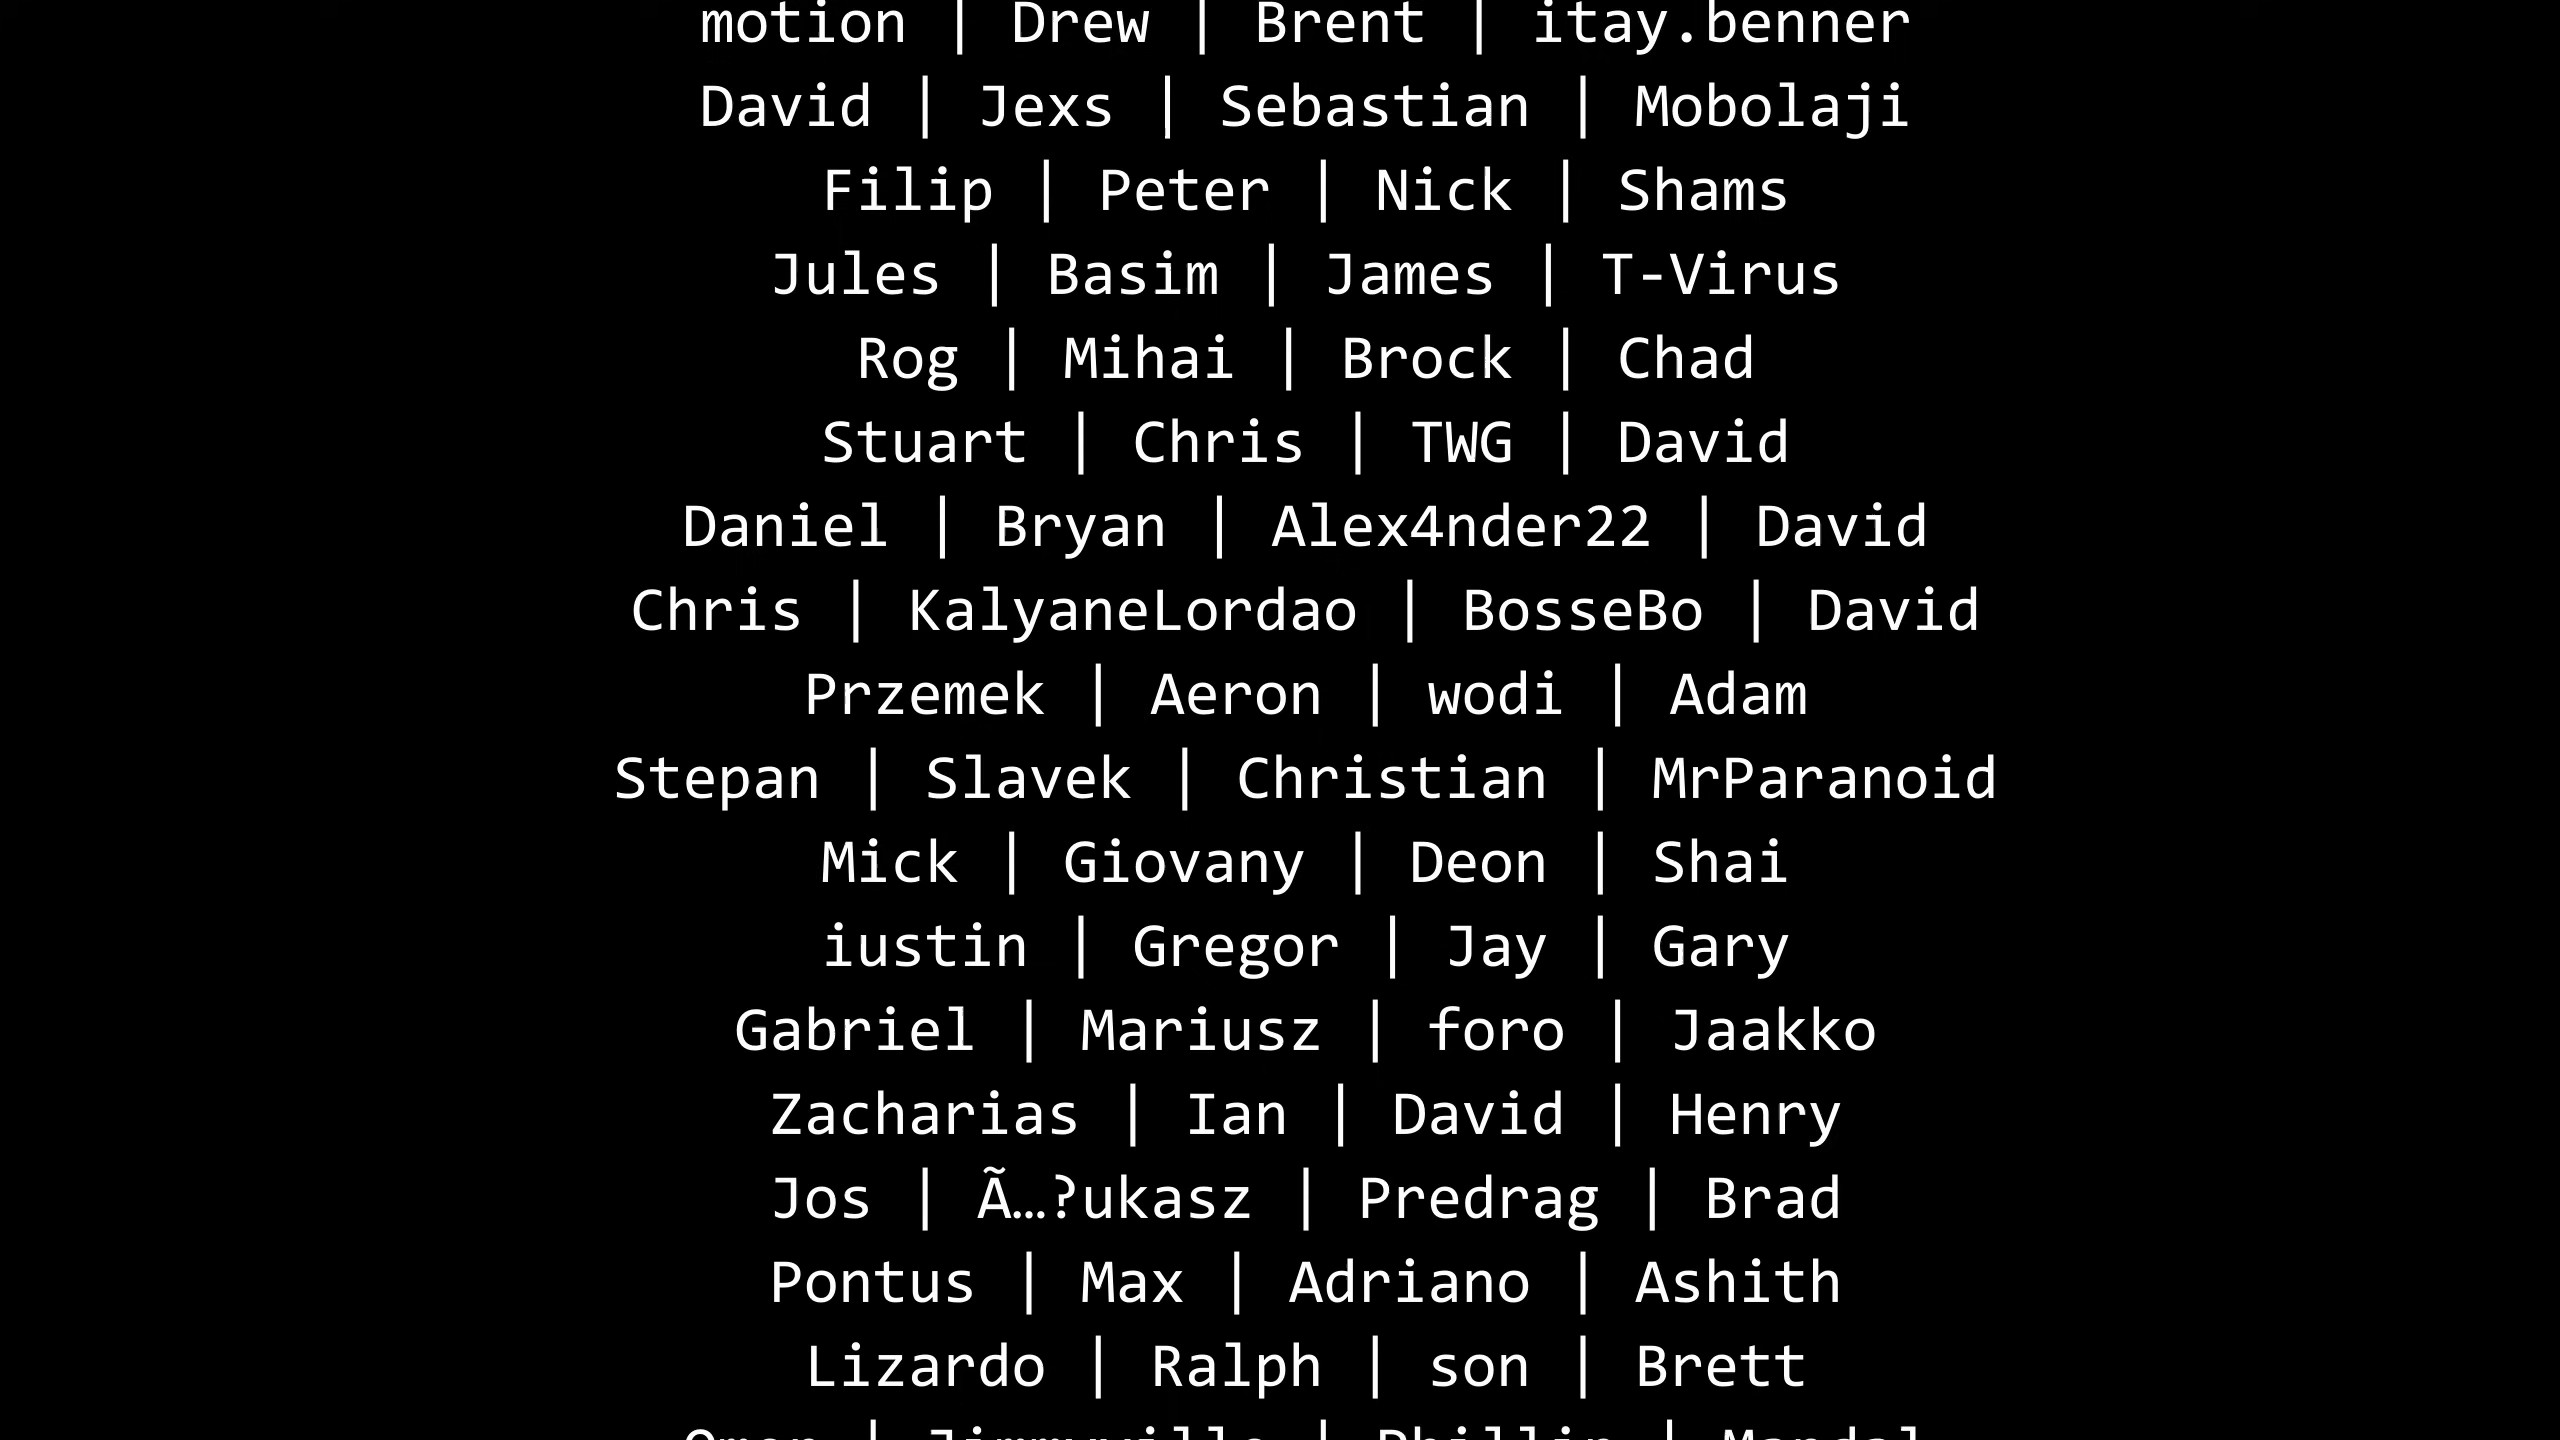 motion | Drew | Brent | itay.benner
David | Jexs | Sebastian | Mobolaji
Filip | Peter | Nick | Shams
Jules | Basim | James | T-Virus
Rog | Mihai | Brock | Chad
Stuart | Chris | TWG | David
Daniel | Bryan | Alex4nder22 | David
Chris | KalyaneLordao | BosseBo | David
Przemek | Aeron | wodi | Adam
Stepan | Slavek | Christian | MrParanoid
Mick | Giovany | Deon | Shai
iustin | Gregor | Jay | Gary
Gabriel | Mariusz | foro | Jaakko
Zacharias | Ian | David | Henry
Jos | Ã…?ukasz | Predrag | Brad
Pontus | Max | Adriano | Ashith
Lizardo | Ralph | son | Brett